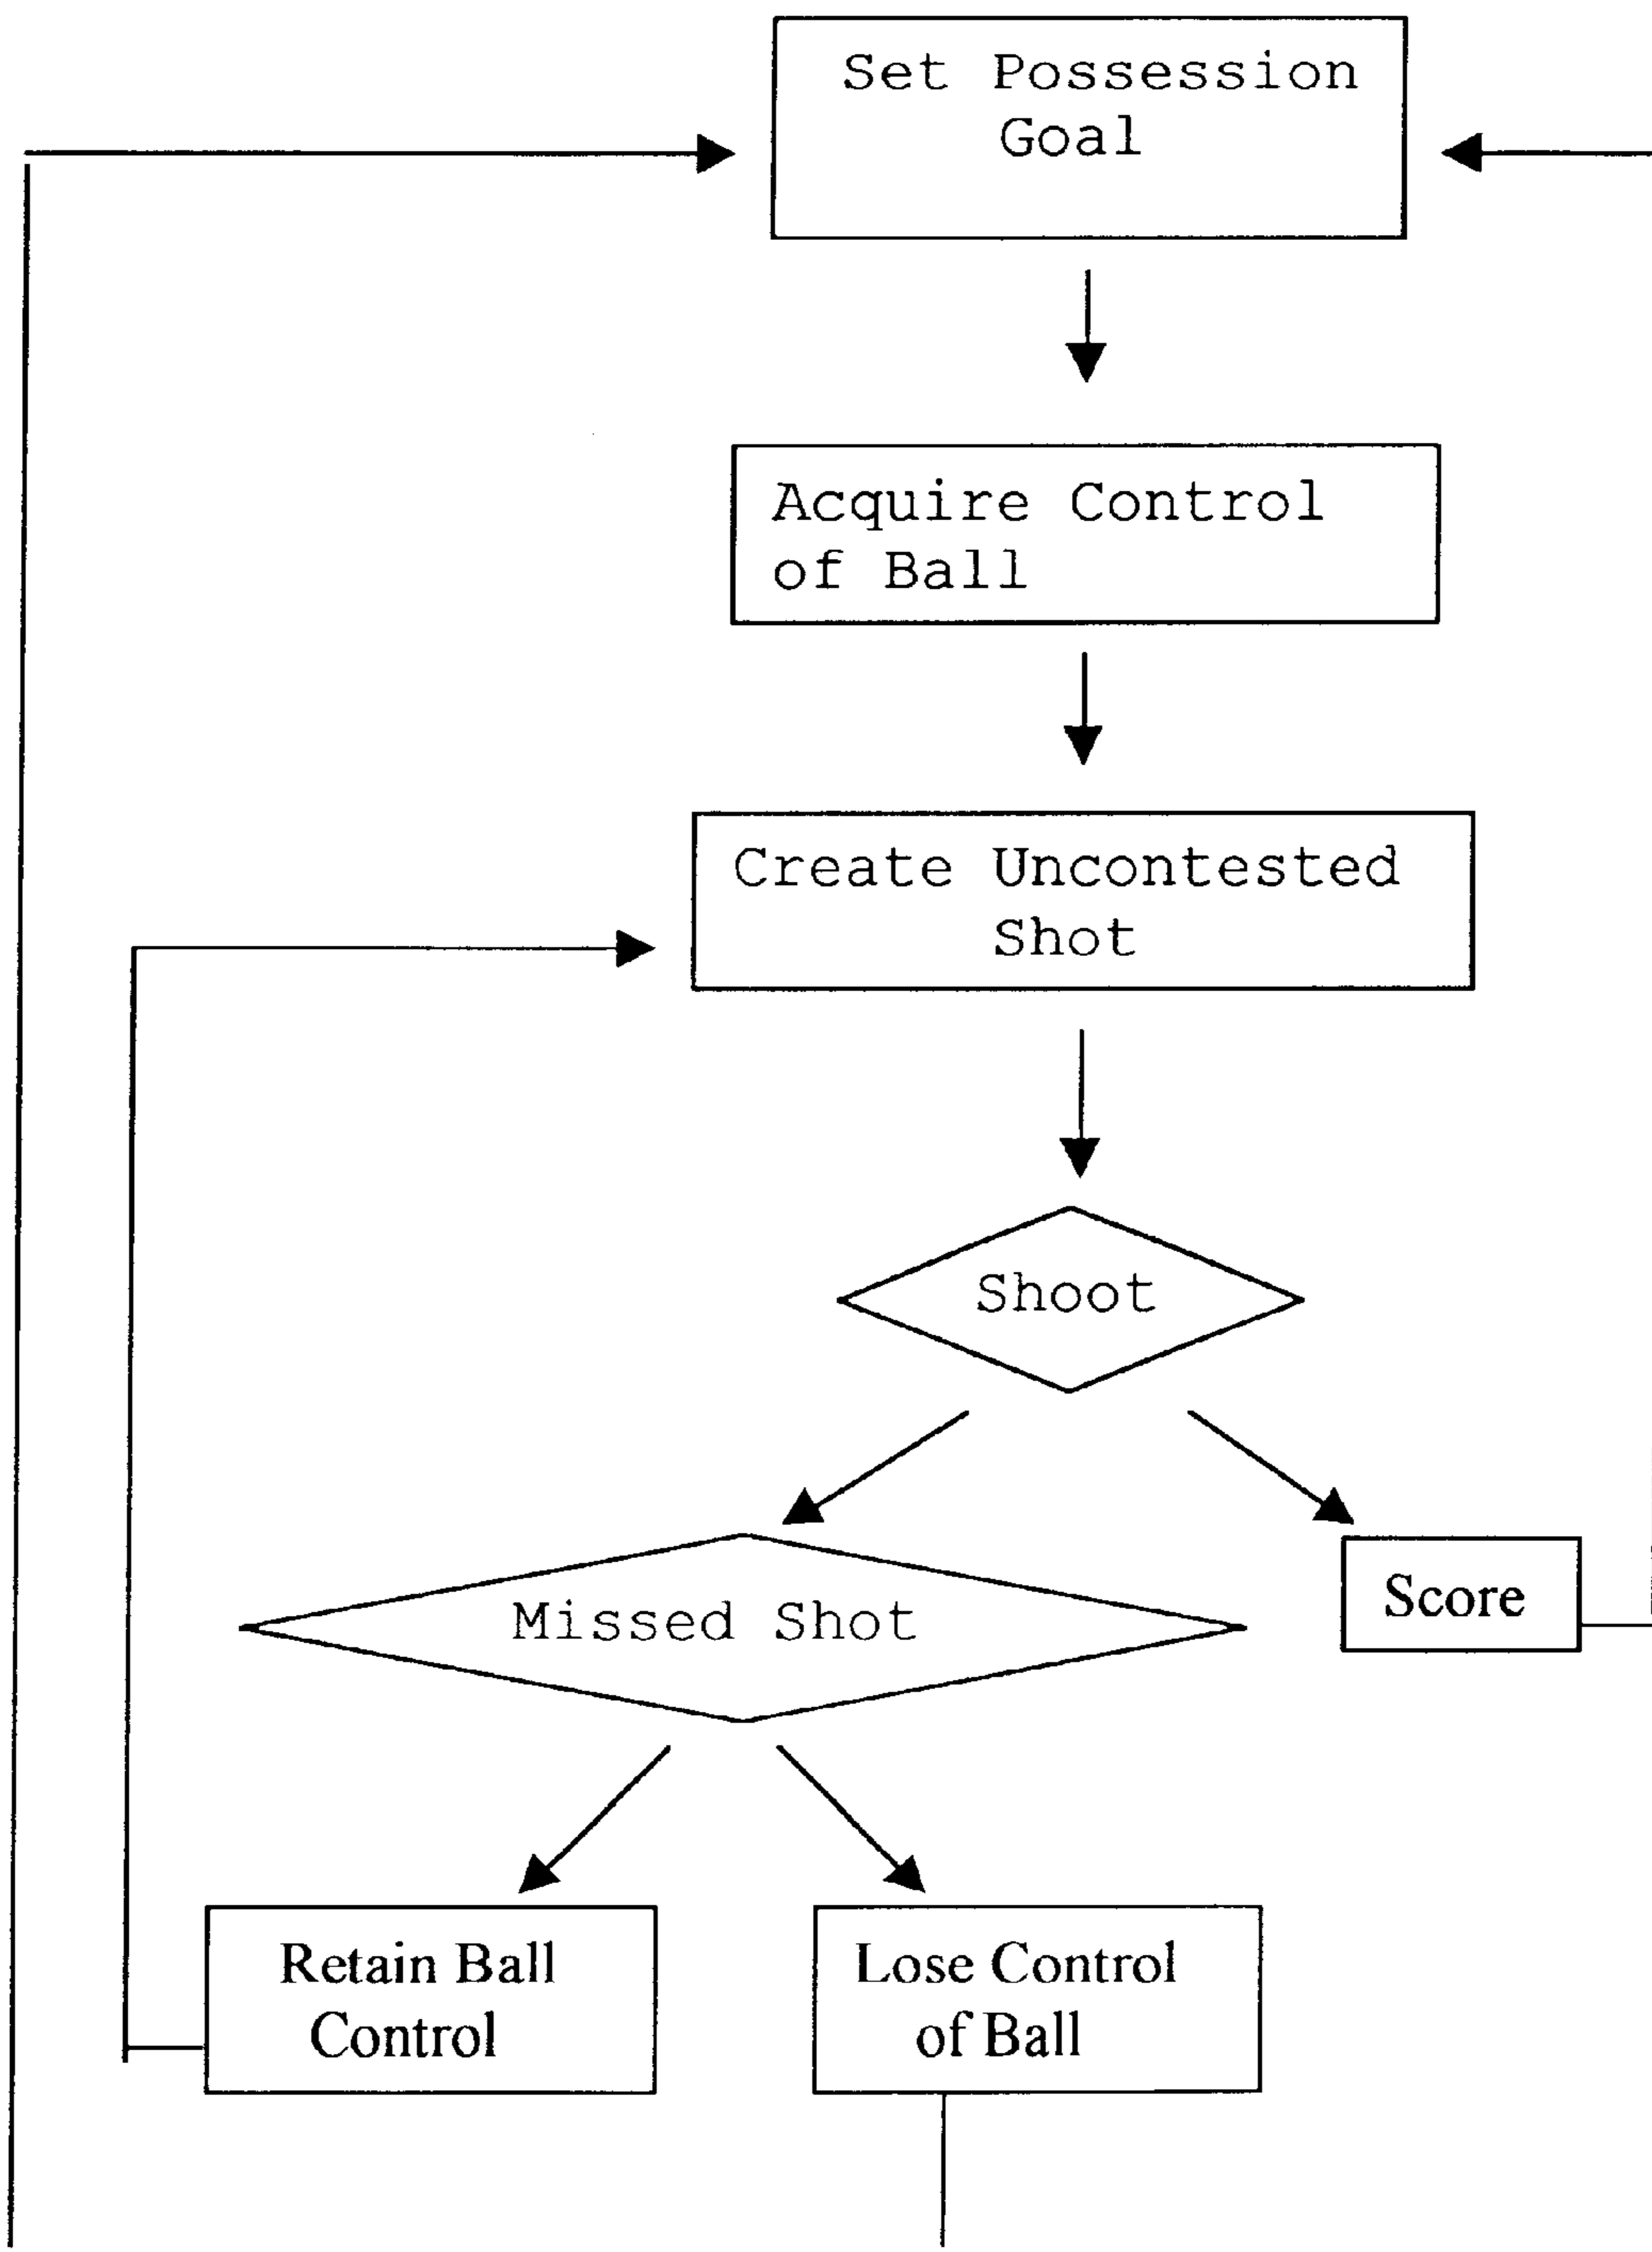 Set Possession
Goal
Acquire Control
of Ball
Create Uncontested
Shot
Shoot
Missed Shot
Score
Retain Ball
Control
Lose Control
of Ball